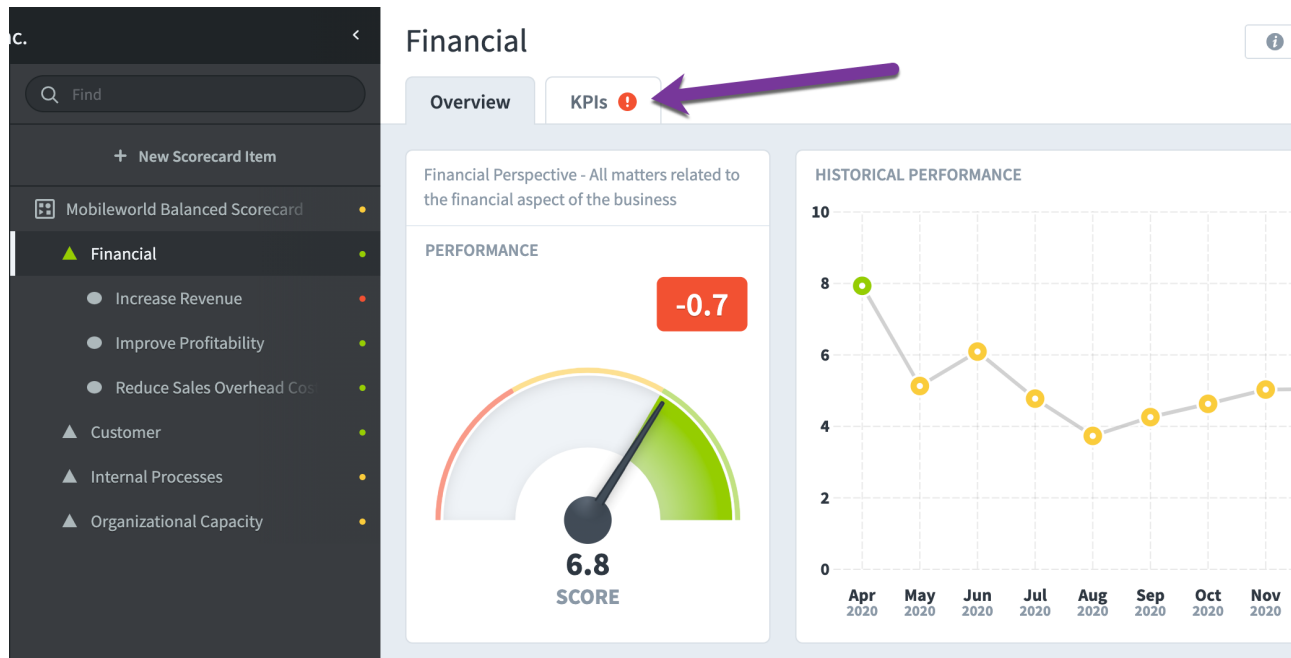 Find
+ New Scorecard Item
Mobileworld Balanced Scorecard
Financial
Increase Revenue
Improve Profitability
Reduce Sales Overhead
Customer
Internal Processes
Organizational Capacity
Financial
Overview
KPIs !
i
Financial Perspective - All matters related to
the financial aspect of the business
PERFORMANCE
-0.7
6.8
SCORE
HISTORICAL PERFORMANCE
10
8
6
4
2
0
Apr May Jun Jul Aug Sep Oct Nov
2020 2020 2020 2020 2020 2020 2020 2020